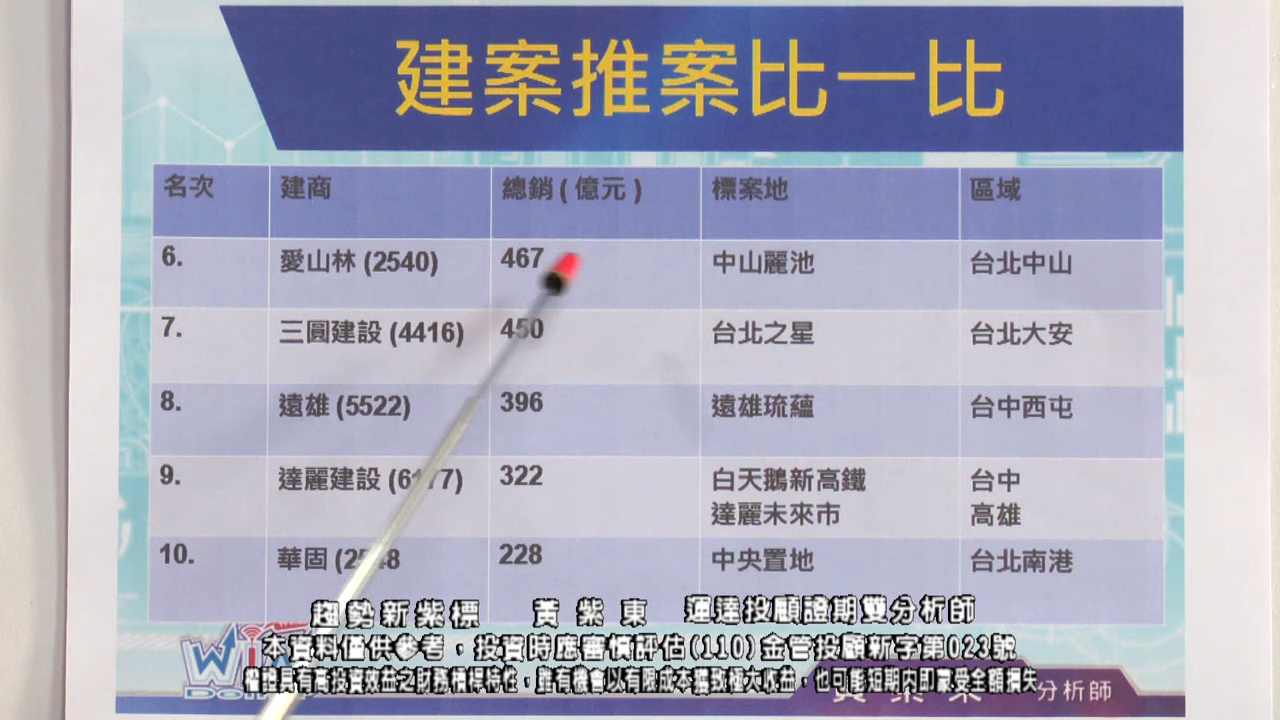 建案推案比一比
名次 建商 總銷(億元) 標案地 區域
6. 愛山林(2540) 467 中山麗池 台北中山
7. 三圓建設(4416) 450 台北之星 台北大安
8. 遠雄(5522) 396 遠雄琉蘊 台中西屯
9. 達麗建設 322 白天鵝新高鐵 台中
達麗未來市 高雄
10. 華固 228 中央置地 台北南港
趨勢新紫標 黃紫東 運達投顧證期雙分析師
本資料僅供參考，投資時應審慎評估(110)金管投顧新字第023號
權證具有高投資效益之財務槓桿特性，雖有機會以有限成本獲致極大收益，也可能短期內即蒙受全額損失
分析師